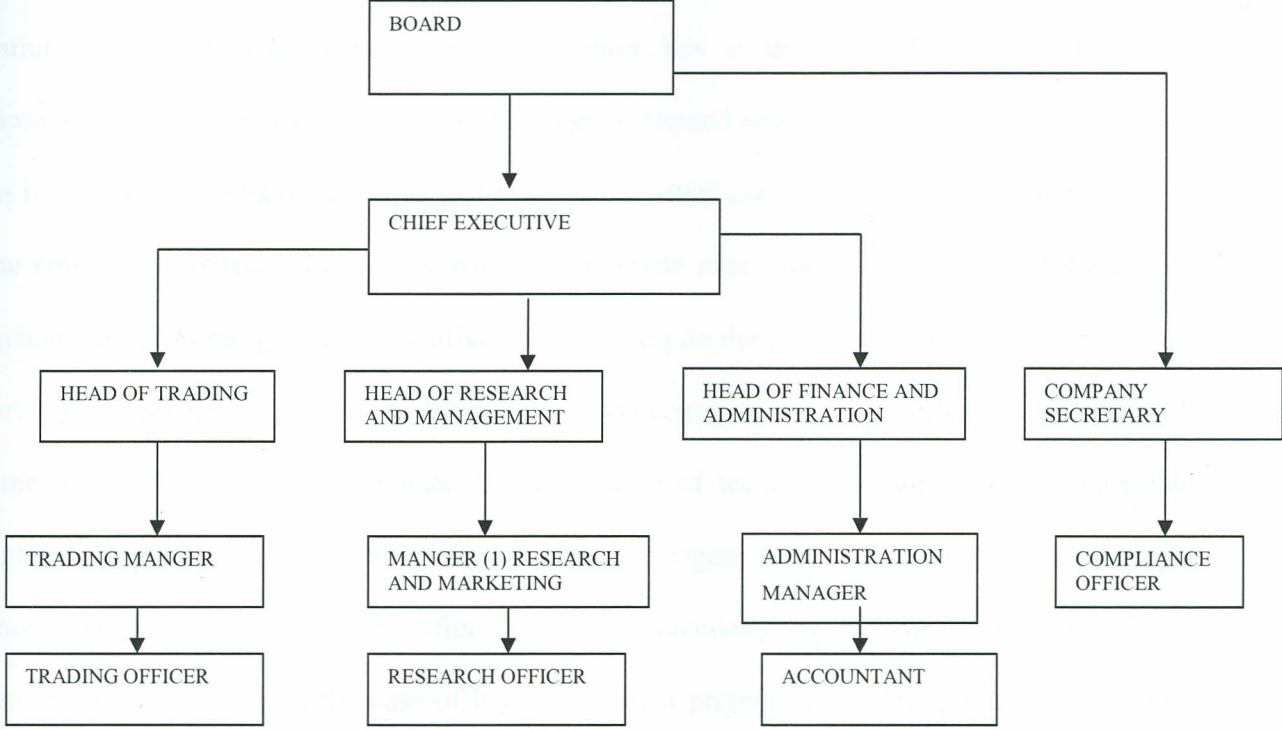 BOARD
CHIEF EXECUTIVE
HEAD OF TRADING
HEAD OF RESEARCH
AND MANAGEMENT
HEAD OF FINANCE AND
ADMINISTRATION
COMPANY
SECRETARY
TRADING MANGER
MANGER (1) RESEARCH
AND MARKETING
ADMINISTRATION
MANAGER
COMPLIANCE
OFFICER
TRADING OFFICER
RESEARCH OFFICER
ACCOUNTANT